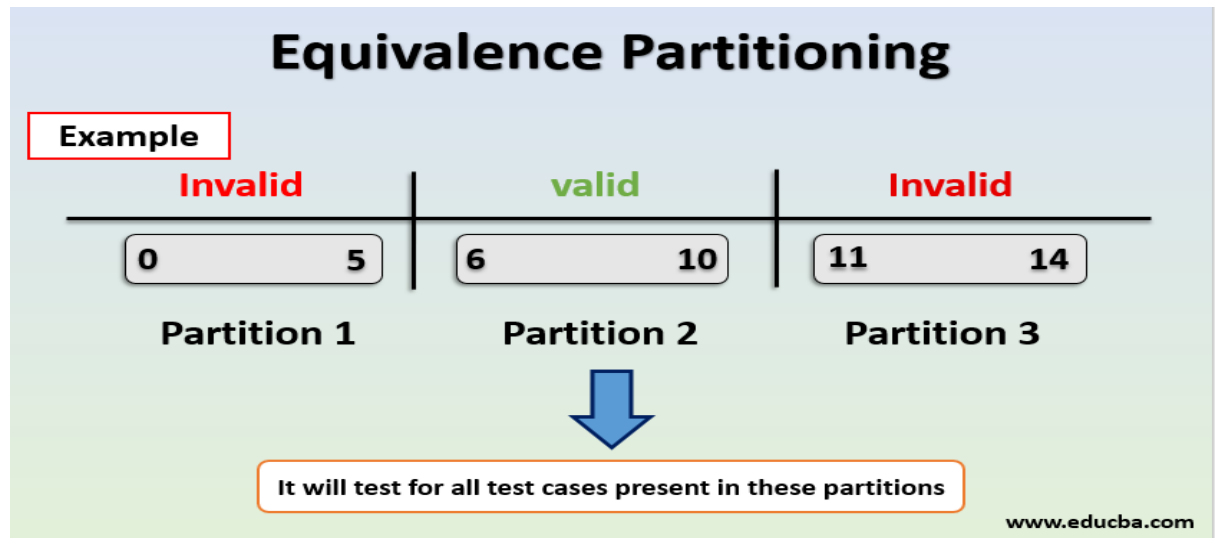 Equivalence Partitioning
Example
Invalid valid Invalid
0 5 6 10 11 14
Partition 1 Partition 2 Partition 3
It will test for all test cases present in these partitions
www.educba.com